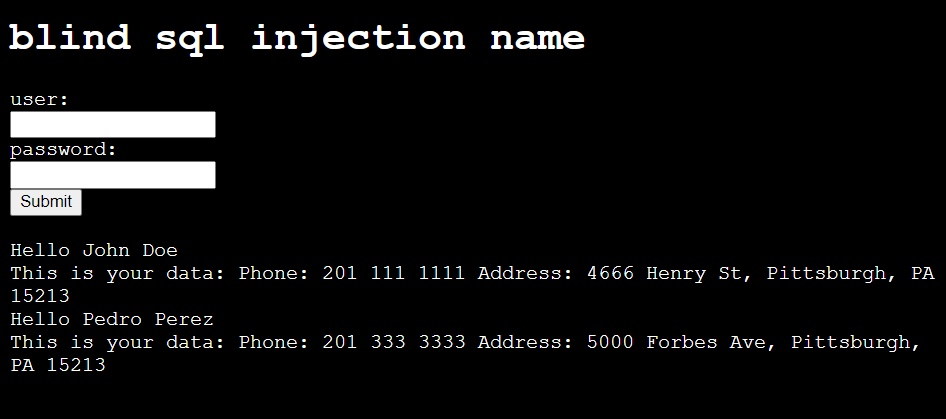 blind sql injection name
user:
password:
Submit
Hello John Doe
This is your data: Phone: 201 111 1111 Address: 4666 Henry St, Pittsburgh, PA
15213
Hello Pedro Perez
This is your data: Phone: 201 333 3333 Address: 5000 Forbes Ave, Pittsburgh,
PA 15213